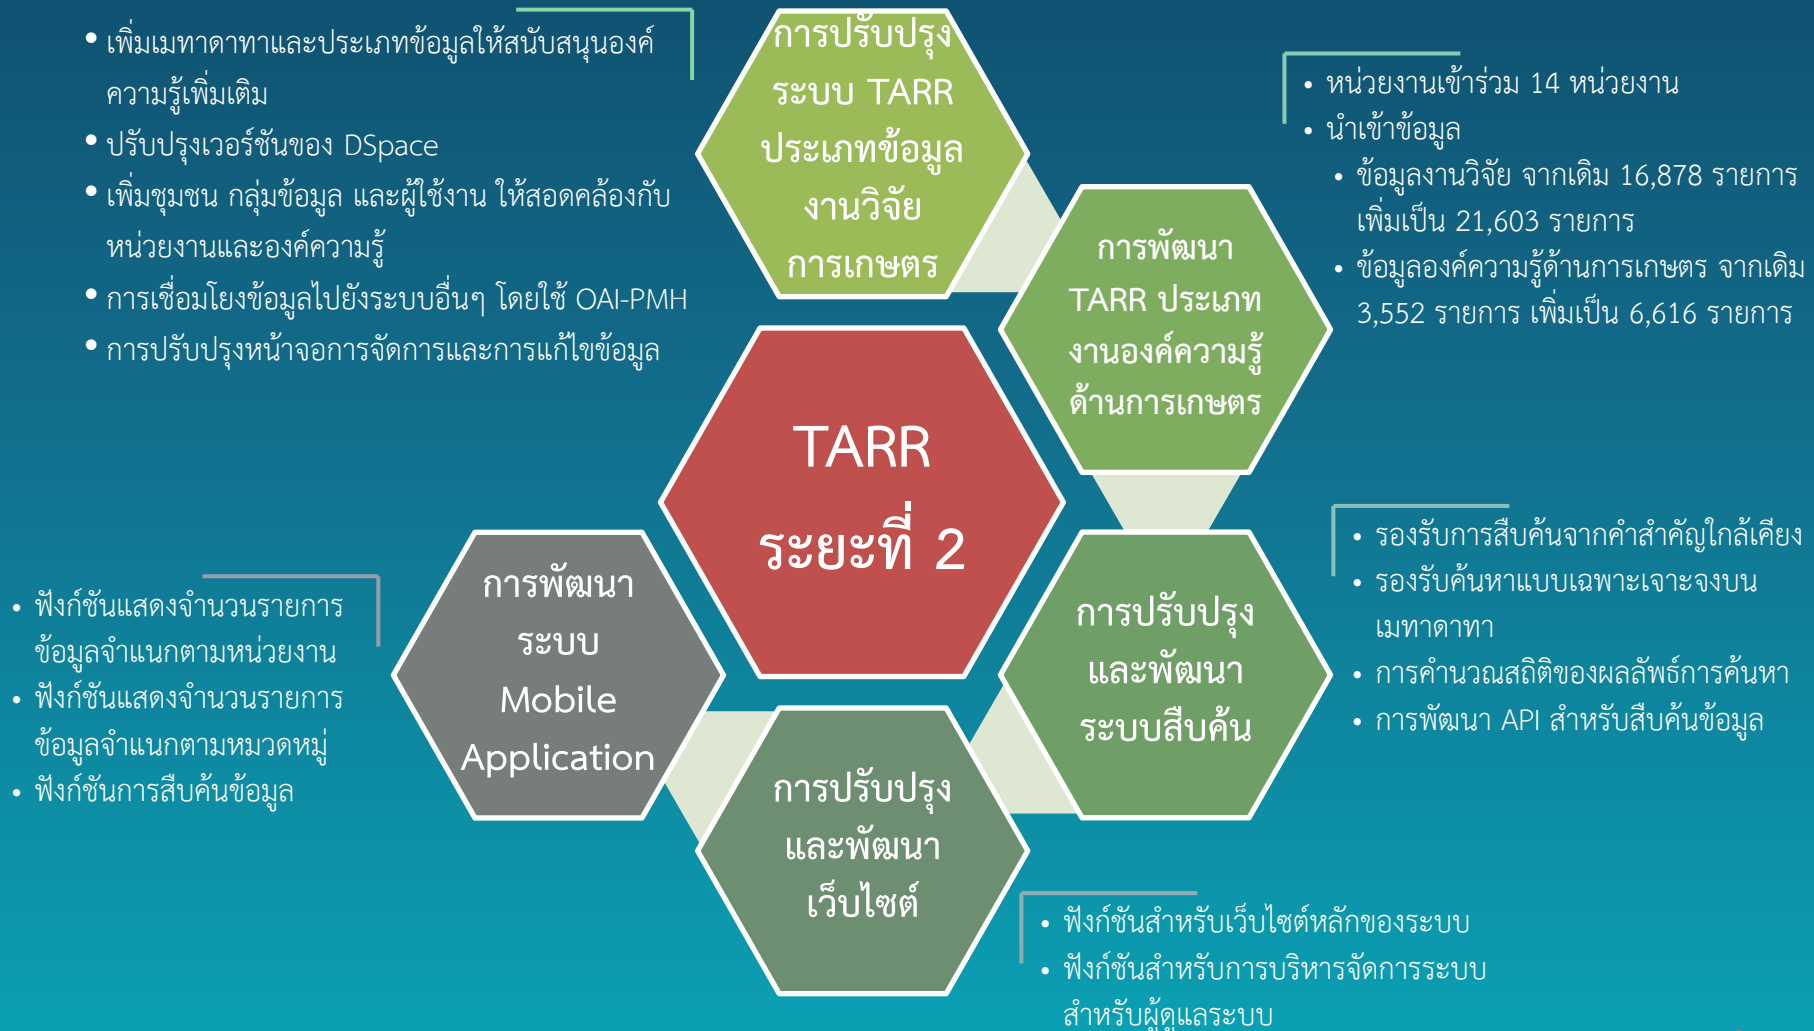 • เพิ่มเมทาดาทาและประเภทข้อมูลให้สนับสนุนองค์
ความรู้เพิ่มเติม
• ปรับปรุงเวอร์ชันของ DSpace
• เพิ่มชุมชน กลุ่มข้อมูล และผู้ใช้งาน ให้สอดคล้องกับ
หน่วยงานและองค์ความรู้
• การเชื่อมโยงข้อมูลไปยังระบบอื่นๆ โดยใช้ OAI-PMH
• การปรับปรุงหน้าจอการจัดการและการแก้ไขข้อมูล
การปรับปรุง
ระบบ TARR
ประเภทข้อมูล
งานวิจัย
การเกษตร
• หน่วยงานเข้าร่วม 14 หน่วยงาน
• นำเข้าข้อมูล
• ข้อมูลงานวิจัย จากเดิม 16,878 รายการ
เพิ่มเป็น 21,603 รายการ
• ข้อมูลองค์ความรู้ด้านการเกษตร จากเดิม
3,552 รายการ เพิ่มเป็น 6,616 รายการ
การพัฒนา
TARR ประเภท
งานองค์ความรู้
ด้านการเกษตร
TARR
ระยะที่ 2
• รองรับการสืบค้นจากคำสำคัญใกล้เคียง
• รองรับค้นหาแบบเฉพาะเจาะจงบน
เมทาดาทา
• การคำนวณสถิติของผลลัพธ์การค้นหา
• การพัฒนา API สำหรับสืบค้นข้อมูล
การปรับปรุง
และพัฒนา
ระบบสืบค้น
การพัฒนา
ระบบ
Mobile
Application
• ฟังก์ชันแสดงจำนวนรายการ
ข้อมูลจำแนกตามหน่วยงาน
• ฟังก์ชันแสดงจำนวนรายการ
ข้อมูลจำแนกตามหมวดหมู่
• ฟังก์ชันการสืบค้นข้อมูล
การปรับปรุง
และพัฒนา
เว็บไซต์
• ฟังก์ชันสำหรับเว็บไซต์หลักของระบบ
• ฟังก์ชันสำหรับการบริหารจัดการระบบ
สำหรับผู้ดูแลระบบ